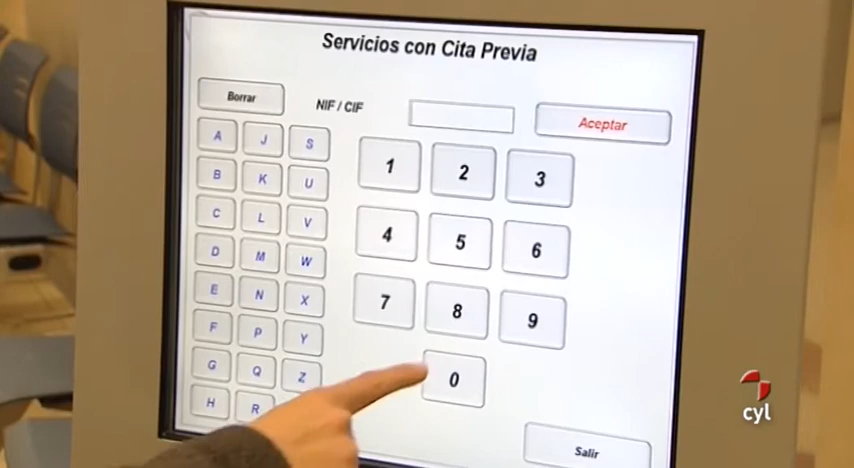 Servicios con Cita Previa
Borrar NIF / CIF Aceptar
A J S
B K U
C L V
D M W
E N X
F P Y
G Q Z
H R
1 2 3
4 5 6
7 8 9
0
Salir
cyl